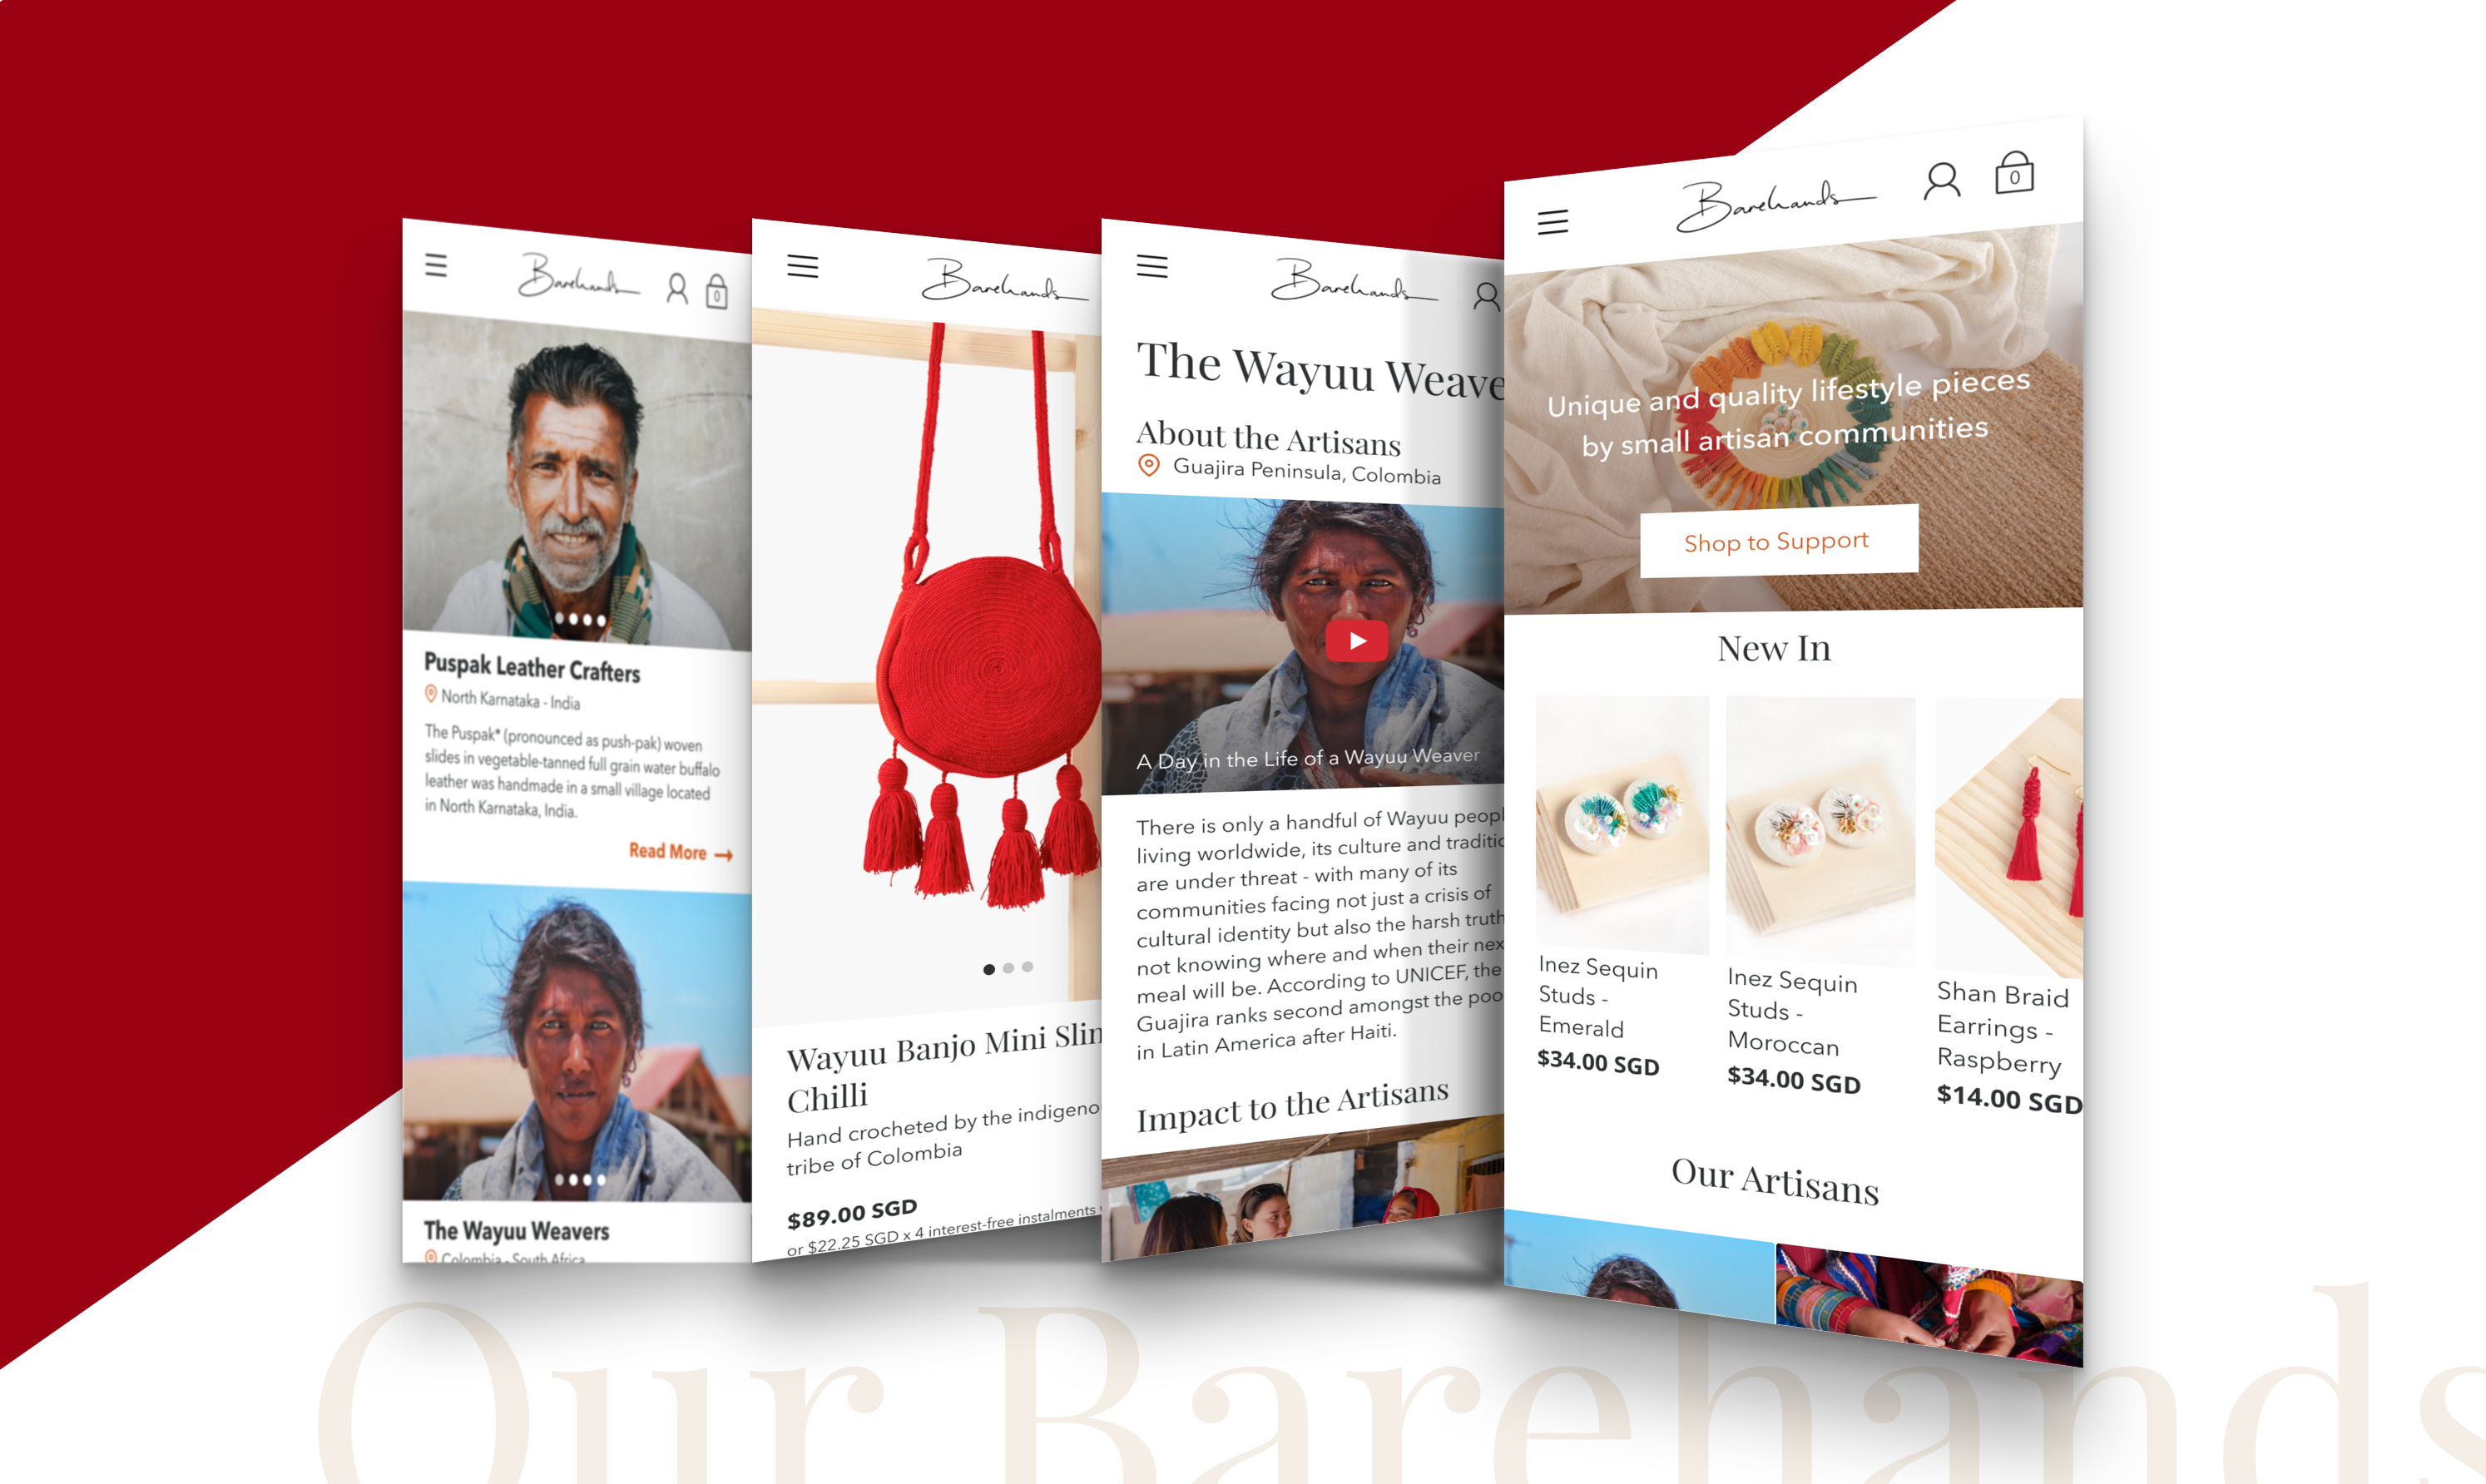 Barehands
0
Puspak Leather Crafters
North Karnataka - India
The Puspak* (pronounced as push-pak) woven
slides in vegetable-tanned full grain water buffalo
leather was handmade in a small village located
in North Karnataka, India.
Read More
The Wayuu Weavers
Colombia - South Africa
Barehands
Wayuu Banjo Mini Slin
Chilli
Hand crocheted by the indigeno
tribe of Colombia
$89.00 SGD
or $22.25 SGD x 4 interest-free instalments
Barehands
The Wayuu Weave
About the Artisans
Guajira Peninsula, Colombia
A Day in the Life of a Wayuu Weaver
There is only a handful of Wayuu peopl
living worldwide, its culture and traditio
are under threat - with many of its
communities facing not just a crisis of
cultural identity but also the harsh truth
not knowing where and when their nex
meal will be. According to UNICEF, the
Guajira ranks second amongst the poo
in Latin America after Haiti.
Impact to the Artisans
Barehands
0
Unique and quality lifestyle pieces
by small artisan communities
Shop to Support
New In
Inez Sequin
Studs -
Emerald
$34.00 SGD
Inez Sequin
Studs -
Moroccan
$34.00 SGD
Shan Braid
Earrings -
Raspberry
$14.00 SGD
Our Artisans
Our Barehands